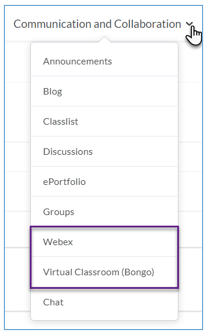 Communication and Collaboration
Announcements
Blog
Classlist
Discussions
ePortfolio
Groups
Webex
Virtual Classroom (Bongo)
Chat